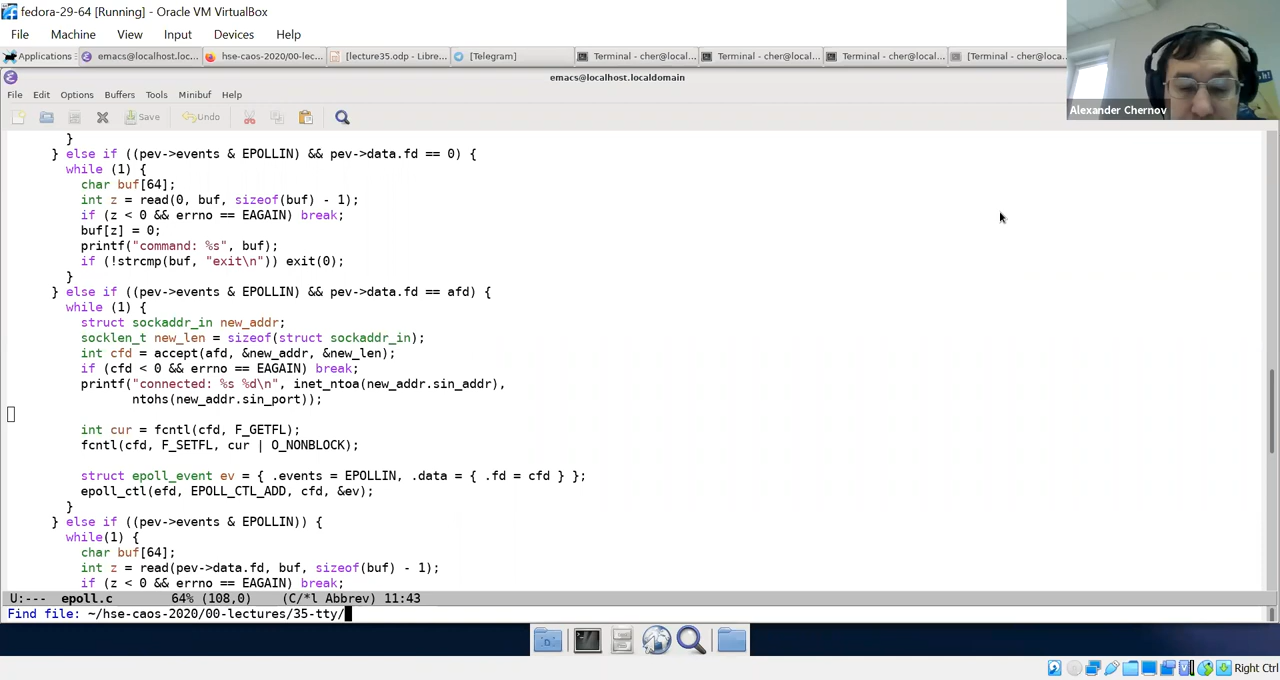 fedora-29-64 [Running] - Oracle VM VirtualBox
File Machine View Input Devices Help
Applications emacs@localhost.loc... hse-caos-2020/00-lec... [lecture35.odp - Libre... [Telegram] Terminal - cher@local... Terminal - cher@local... Terminal - cher@local... [Terminal - cher@loca...
emacs@localhost.localdomain
Alexander Chernov
File Edit Options Buffers Tools Minibuf Help
Save Undo
}
} else if ((pev->events & EPOLLIN) && pev->data.fd == 0) {
while (1) {
char buf[64];
int z = read(0, buf, sizeof(buf) - 1);
if (z < 0 && errno == EAGAIN) break;
buf[z] = 0;
printf("command: %s", buf);
if (!strcmp(buf, "exit\n")) exit(0);
}
} else if ((pev->events & EPOLLIN) && pev->data.fd == afd) {
while (1) {
struct sockaddr_in new_addr;
socklen_t new_len = sizeof(struct sockaddr_in);
int cfd = accept(afd, &new_addr, &new_len);
if (cfd < 0 && errno == EAGAIN) break;
printf("connected: %s %d\n", inet_ntoa(new_addr.sin_addr),
ntohs(new_addr.sin_port));
int cur = fcntl(cfd, F_GETFL);
fcntl(cfd, F_SETFL, cur | O_NONBLOCK);
struct epoll_event ev = { .events = EPOLLIN, .data = { .fd = cfd } };
epoll_ctl(efd, EPOLL_CTL_ADD, cfd, &ev);
}
} else if ((pev->events & EPOLLIN)) {
while(1) {
char buf[64];
int z = read(pev->data.fd, buf, sizeof(buf) - 1);
if (z < 0 && errno == EAGAIN) break;
U:--- epoll.c 64% (108,0) (C/*l Abbrev) 11:43
Find file: ~/hse-caos-2020/00-lectures/35-tty/
Right Ctrl